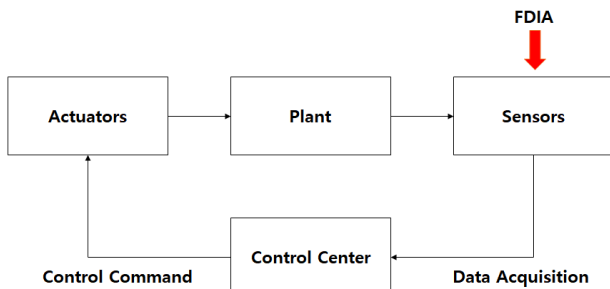 FDIA
Actuators
Plant
Sensors
Control Center
Control Command
Data Acquisition